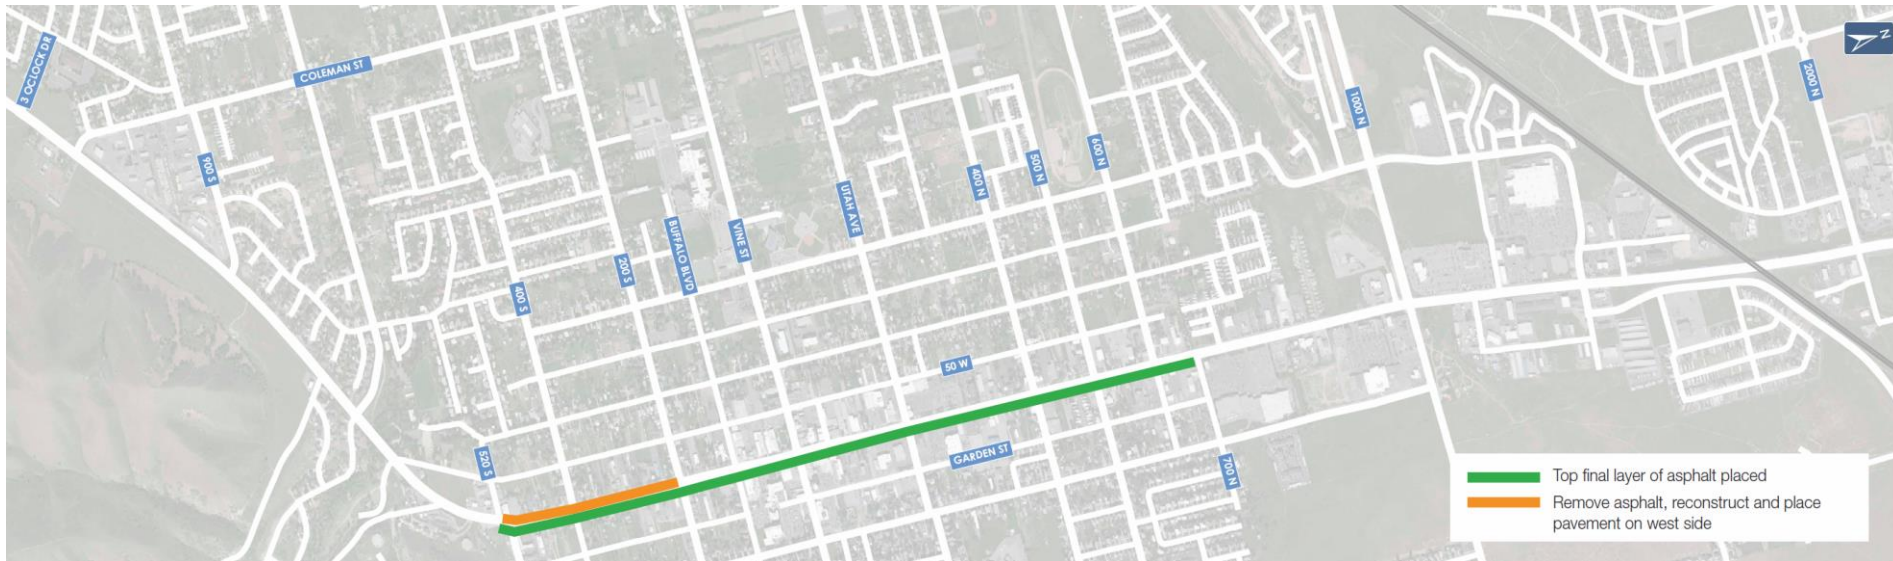 3 OCLOCK DR
COLEMAN ST
900 S
400 S
200 S
BUFFALO BLVD
VINE ST
UTAH AVE
400 N
500 N
600 N
1000 N
2000 N
N
50 W
520 S
GARDEN ST
700 N
Top final layer of asphalt placed
Remove asphalt, reconstruct and place
pavement on west side